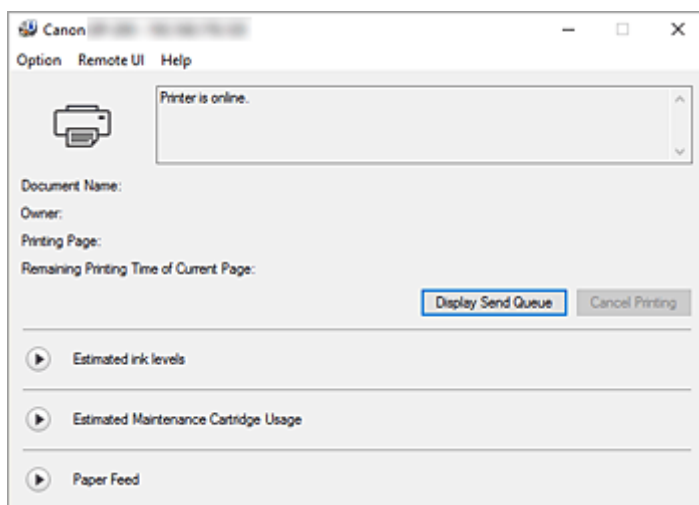 Canon
Option Remote UI Help
Printer is online.
Document Name:
Owner:
Printing Page:
Remaining Printing Time of Current Page:
Display Send Queue Cancel Printing
Estimated ink levels
Estimated Maintenance Cartridge Usage
Paper Feed